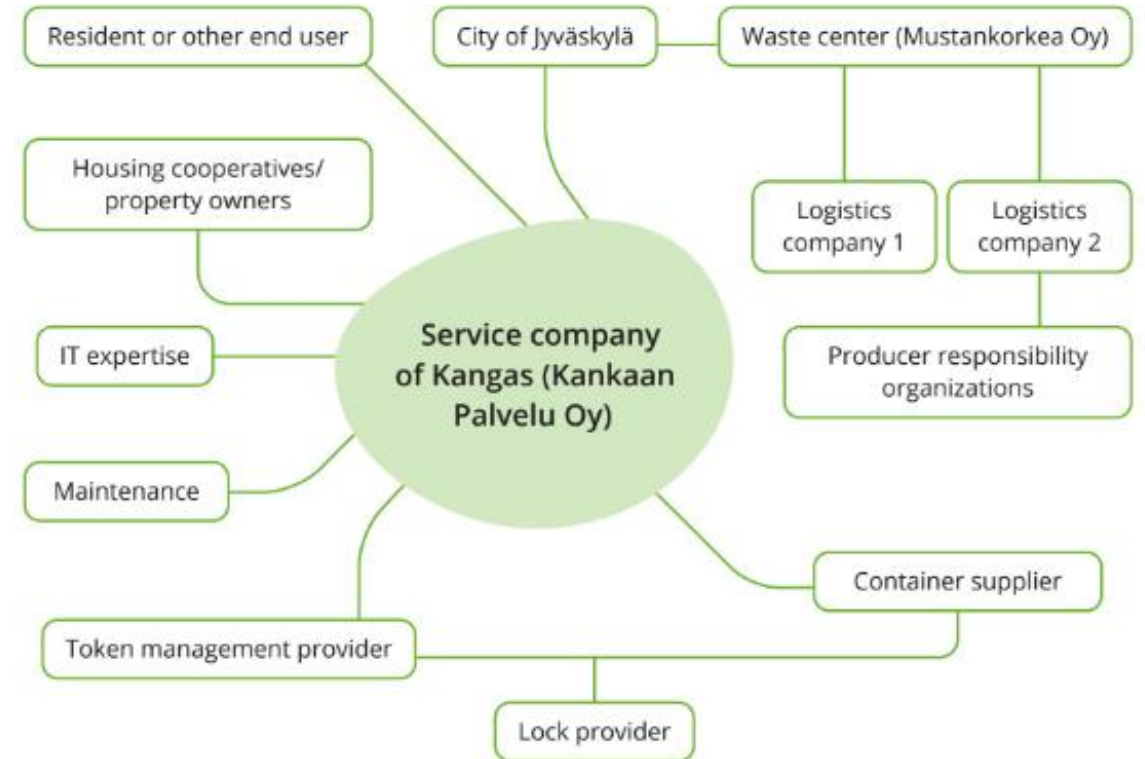 Resident or other end user
City of Jyväskylä
Waste center (Mustankorkea Oy)
Housing cooperatives/
property owners
Logistics
company 1
Logistics
company 2
IT expertise
Service company
of Kangas (Kankaan
Palvelu Oy)
Producer responsibility
organizations
Maintenance
Container supplier
Token management provider
Lock provider